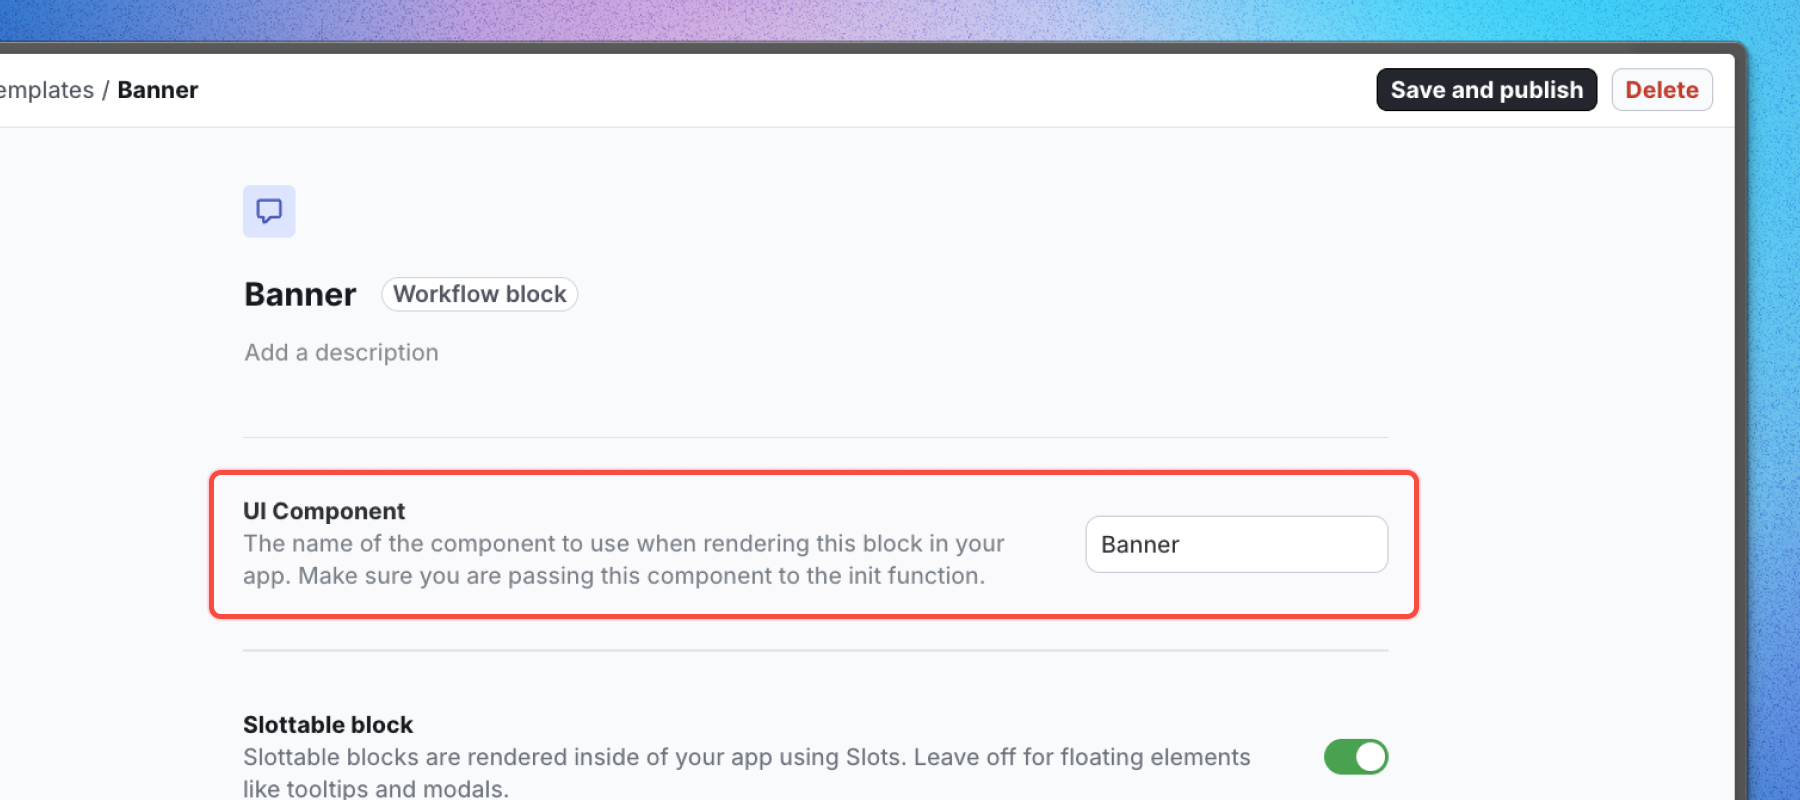 emplates / Banner
Save and publish
Delete
Banner
Workflow block
Add a description
UI Component
The name of the component to use when rendering this block in your
app. Make sure you are passing this component to the init function.
Banner
Slottable block
Slottable blocks are rendered inside of your app using Slots. Leave off for floating elements
like tooltips and modals.